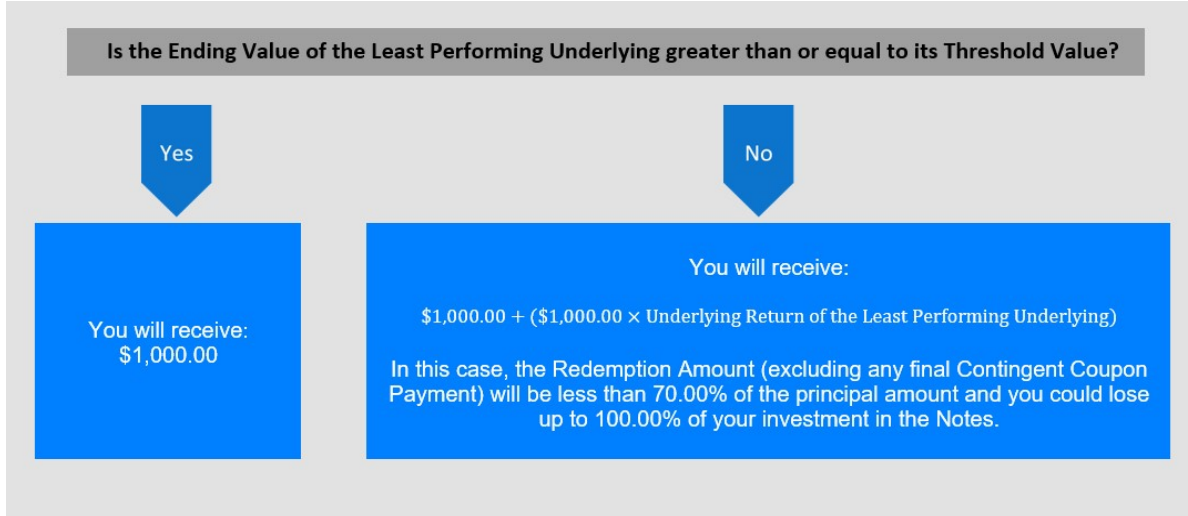 Is the Ending Value of the Least Performing Underlying greater than or equal to its Threshold Value?
Yes
No
You will receive:
$1,000.00
You will receive:
$1,000.00 + ($1,000.00 × Underlying Return of the Least Performing Underlying)
In this case, the Redemption Amount (excluding any final Contingent Coupon
Payment) will be less than 70.00% of the principal amount and you could lose
up to 100.00% of your investment in the Notes.